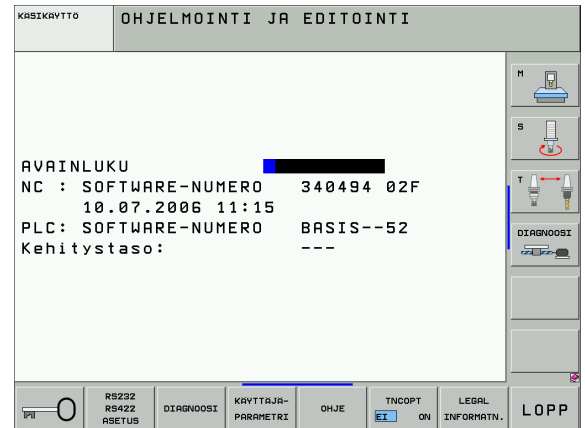 KÄSIKÄYTTÖ
OHJELMOINTI JA EDITOINTI
M
S
AVAINLUKU
NC : SOFTWARE-NUMERO 340494 02F
10.07.2006 11:15
T
PLC: SOFTWARE-NUMERO BASIS--52
DIAGNOOSI
Kehitystaso: ---
RS232
RS422
ASETUS
DIAGNOOSI
KÄYTTÄJÄ-
PARAMETRI
OHJE
TNCOPT
EI ON
LEGAL
INFORMATN.
LOPP